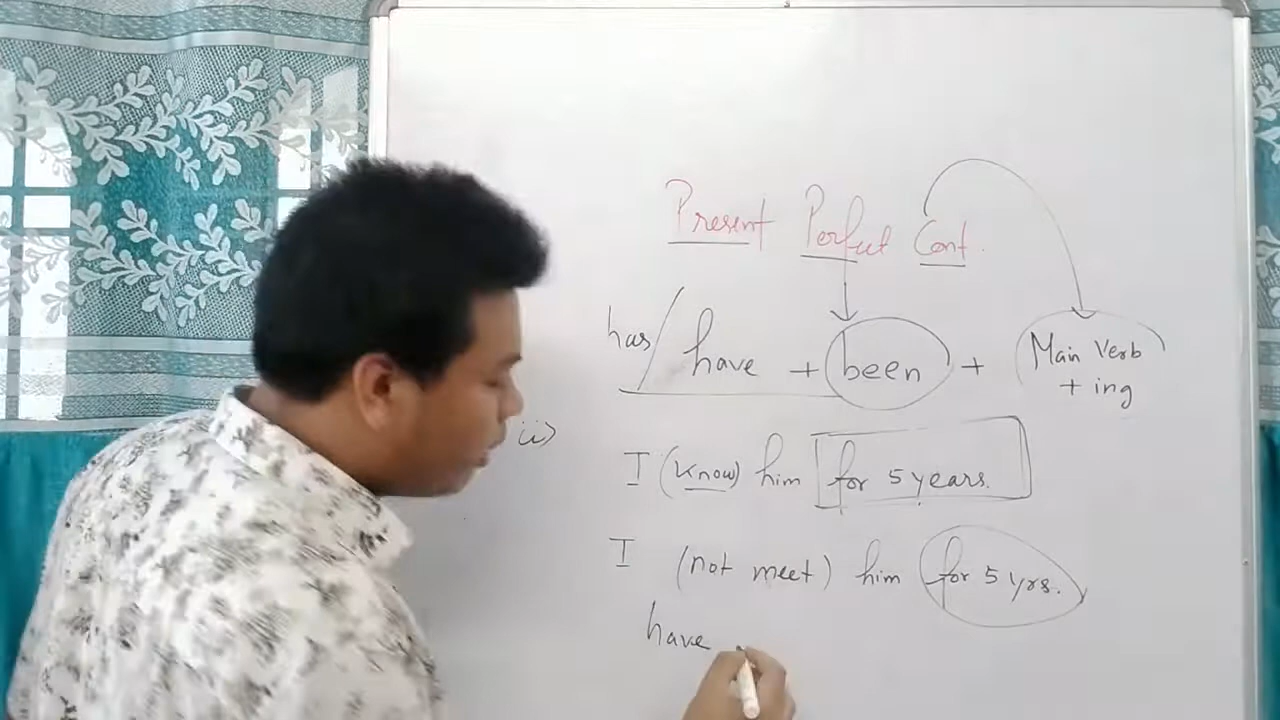 Present Perfect Cont.
has/have + been + Main Verb + ing
ii)
I (know) him for 5 years.
I (not meet) him for 5 yrs.
have